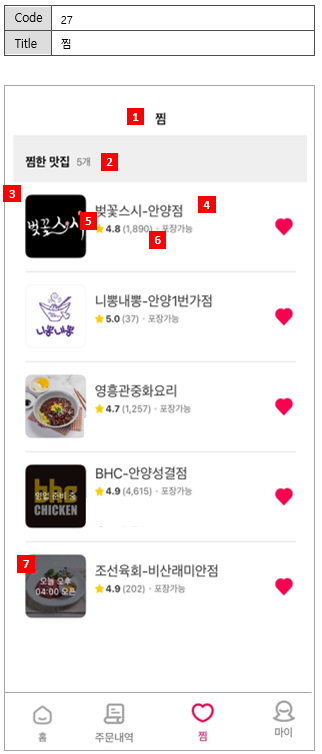 Code 27
Title 찜
1 찜
찜한 맛집 5개 2
3
벚꽃스시
벚꽃스시-안양점 4
5 4.8 (1,890) · 포장가능
6
니뽕내뽕
니뽕내뽕-안양1번가점
5.0 (37) · 포장가능
영흥관중화요리
4.7 (1,257) · 포장가능
bhc
영업 준비 중
CHICKEN
BHC-안양성결점
4.9 (4,615) · 포장가능
7
오늘 오후
04:00 오픈
조선육회-비산래미안점
4.9 (202) · 포장가능
홈 주문내역 찜 마이